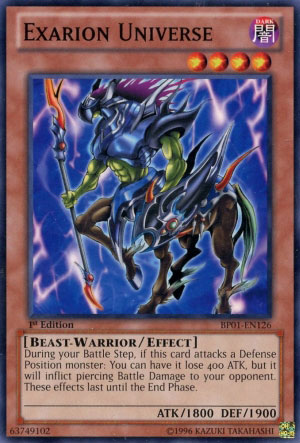 EXARION UNIVERSE
DARK
闇
1st Edition
BP01-EN126
[BEAST-WARRIOR/EFFECT]
During your Battle Step, if this card attacks a Defense
Position monster: You can have it lose 400 ATK, but it
will inflict piercing Battle Damage to your opponent.
These effects last until the End Phase.
ATK/1800 DEF/1900
63749102
©1996 KAZUKI TAKAHASHI